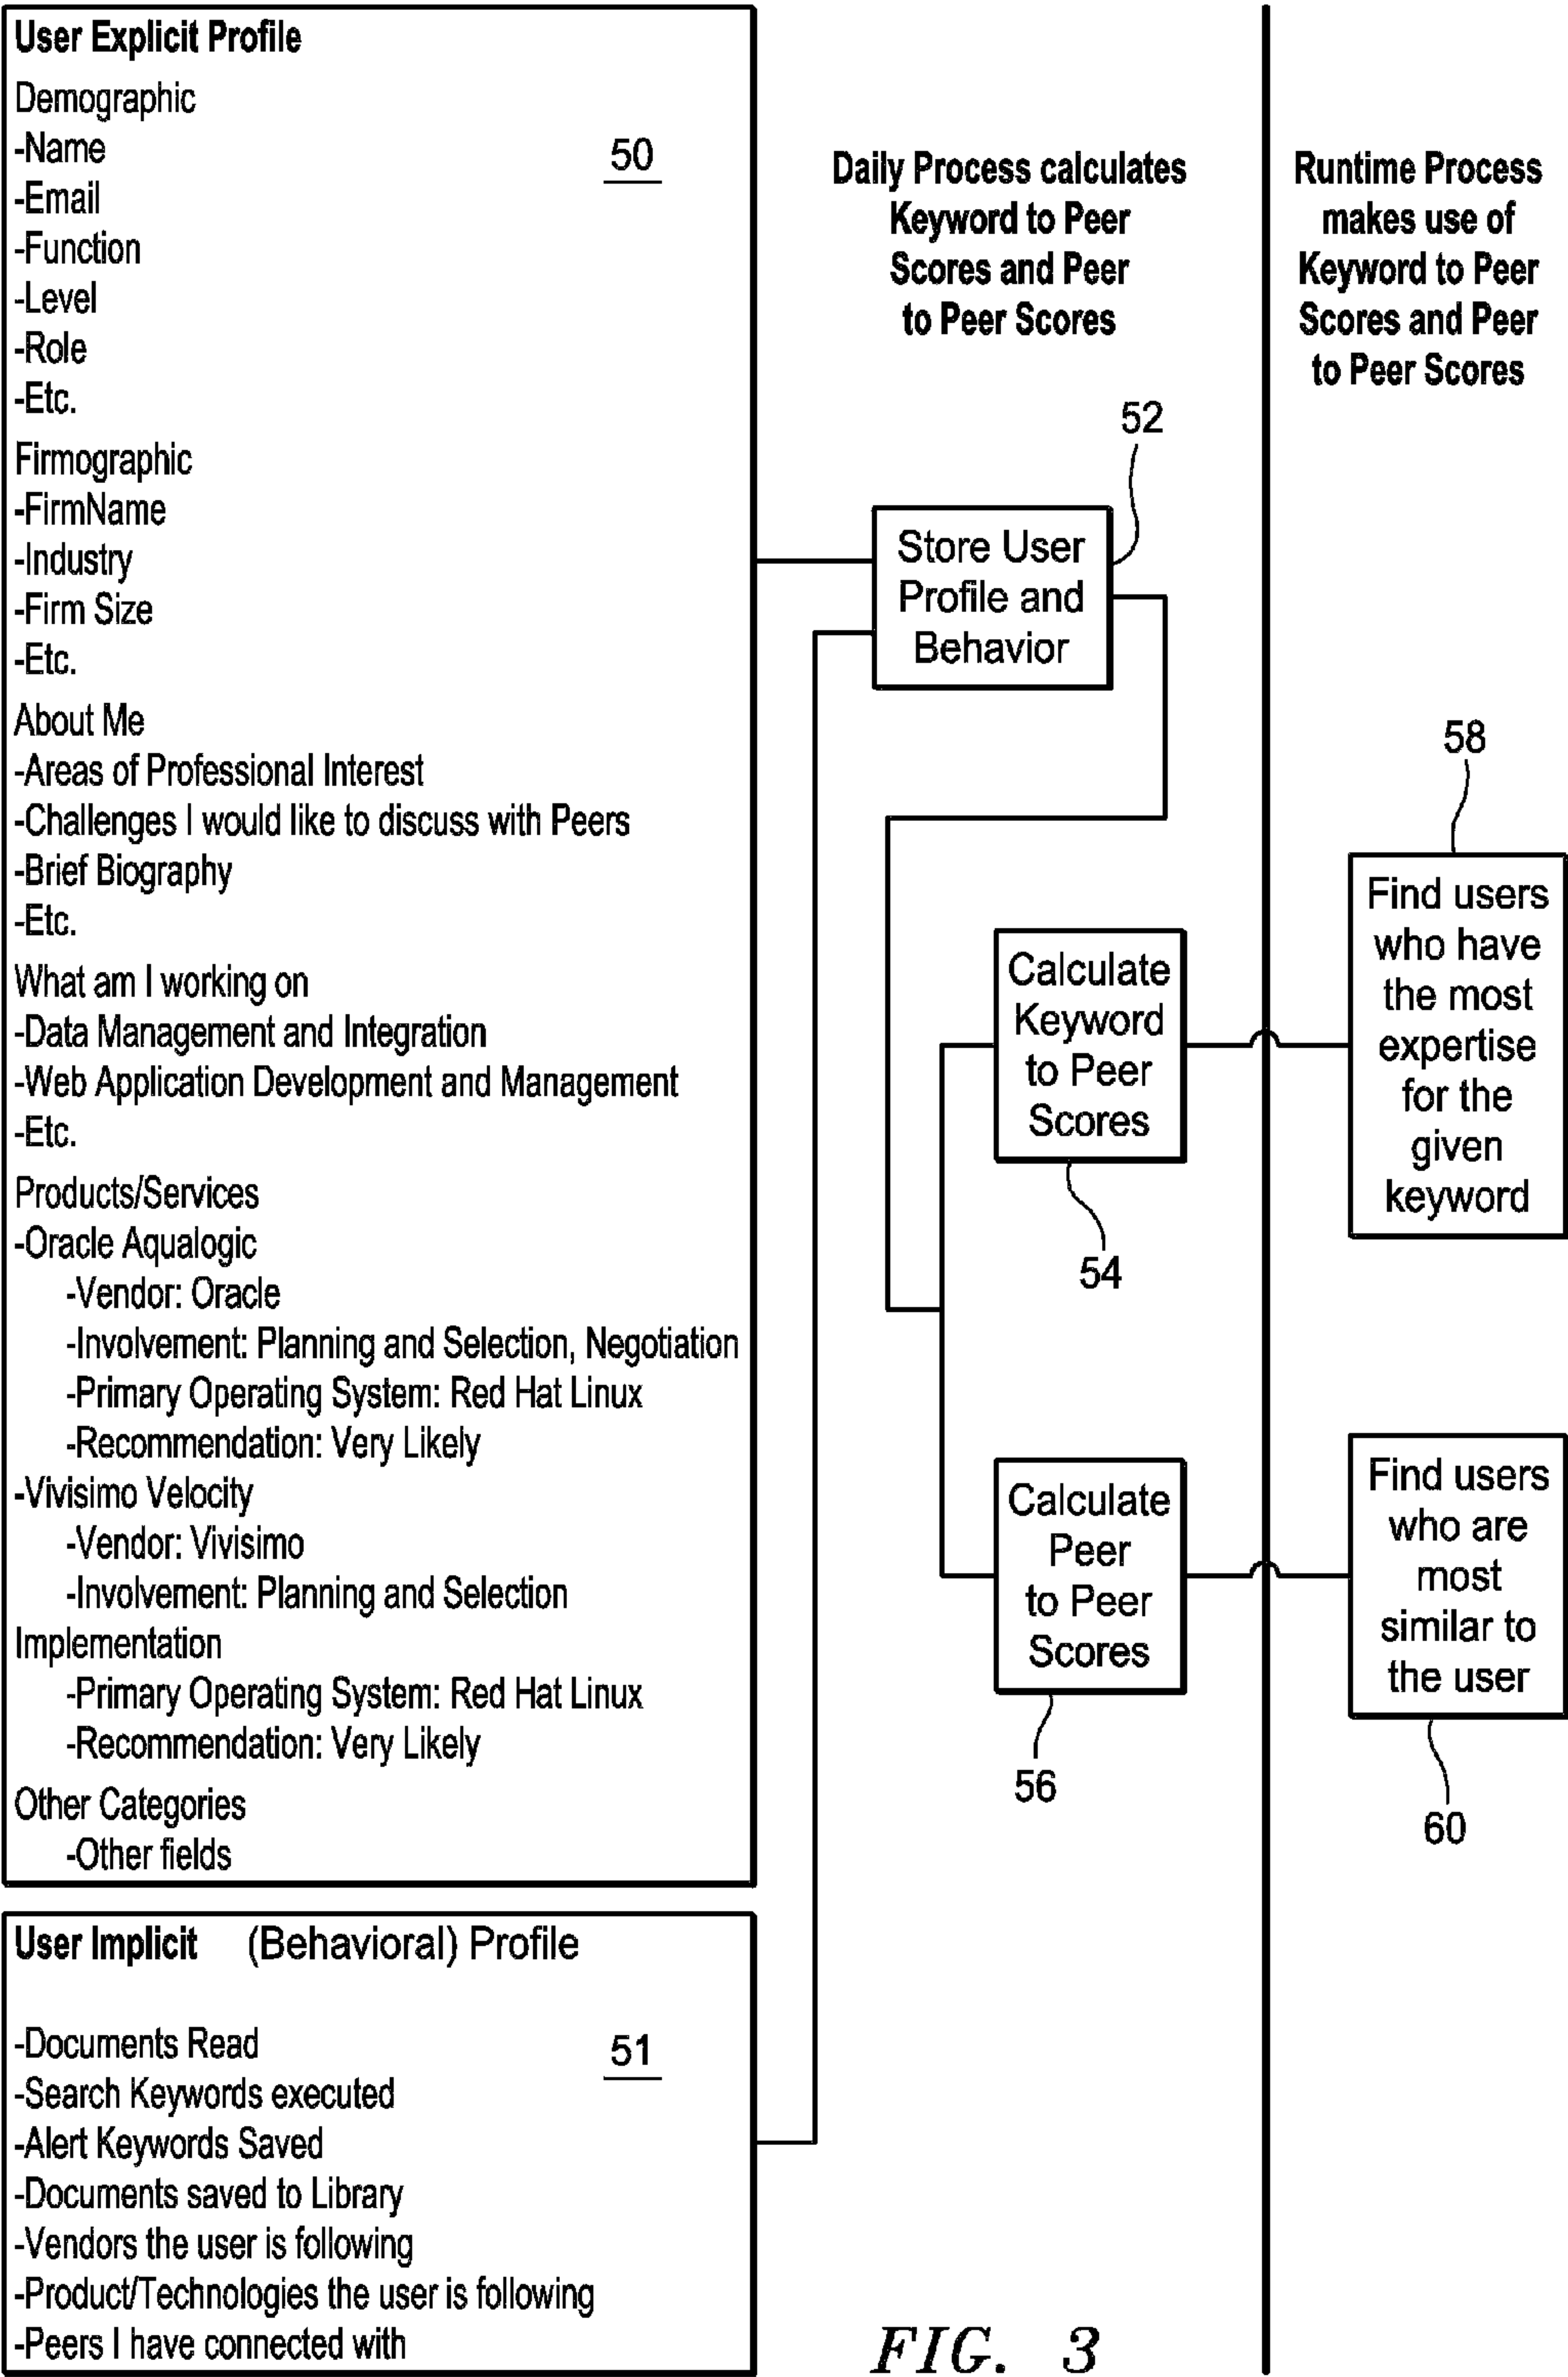 User Explicit Profile
Demographic
-Name
-Email
-Function
-Level
-Role
-Etc.
50
Firmographic
-FirmName
-Industry
-Firm Size
-Etc.
About Me
-Areas of Professional Interest
-Challenges I would like to discuss with Peers
-Brief Biography
-Etc.
What am I working on
-Data Management and Integration
-Web Application Development and Management
-Etc.
Products/Services
-Oracle Aqualogic
-Vendor: Oracle
-Involvement: Planning and Selection, Negotiation
-Primary Operating System: Red Hat Linux
-Recommendation: Very Likely
-Vivisimo Velocity
-Vendor: Vivisimo
-Involvement: Planning and Selection
Implementation
-Primary Operating System: Red Hat Linux
-Recommendation: Very Likely
Other Categories
-Other fields
User Implicit (Behavioral) Profile
51
-Documents Read
-Search Keywords executed
-Alert Keywords Saved
-Documents saved to Library
-Vendors the user is following
-Product/Technologies the user is following
-Peers I have connected with
Daily Process calculates
Keyword to Peer
Scores and Peer
to Peer Scores
52
Store User
Profile and
Behavior
Calculate
Keyword
to Peer
Scores
54
Calculate
Peer
to Peer
Scores
56
Runtime Process
makes use of
Keyword to Peer
Scores and Peer
to Peer Scores
58
Find users
who have
the most
expertise
for the
given
keyword
Find users
who are
most
similar to
the user
60
FIG. 3